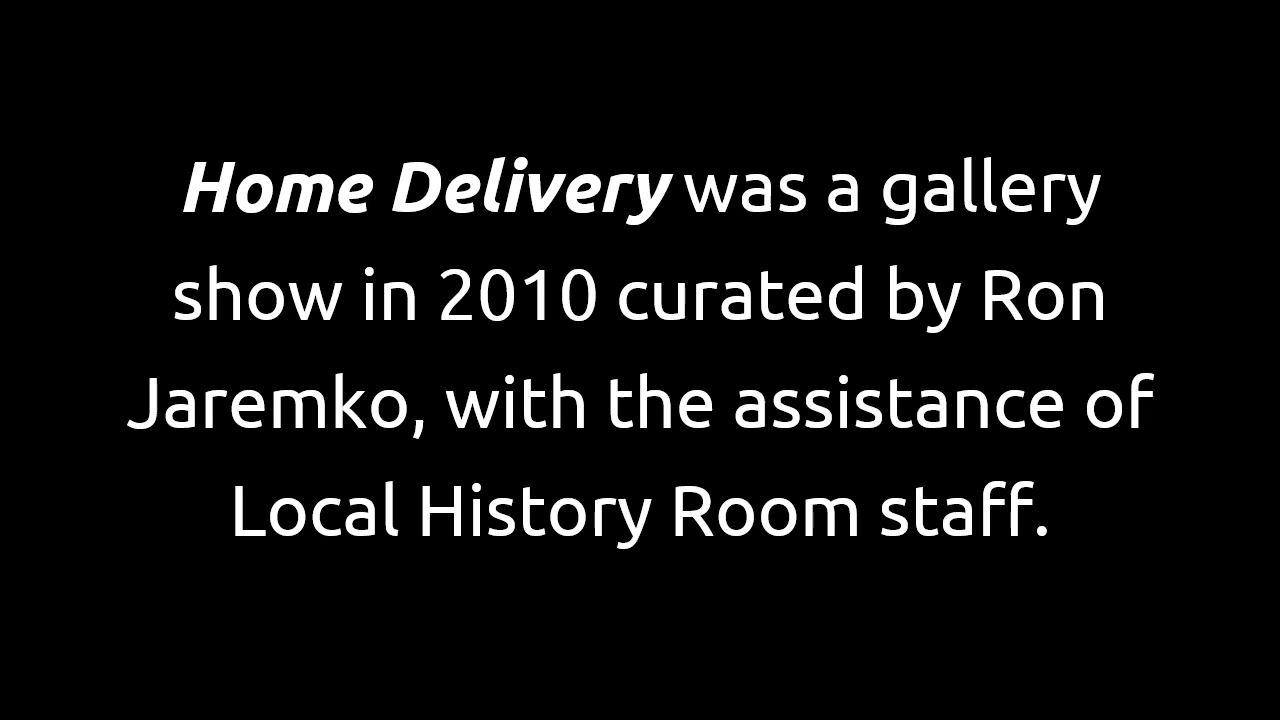 Home Delivery was a gallery
show in 2010 curated by Ron
Jaremko, with the assistance of
Local History Room staff.